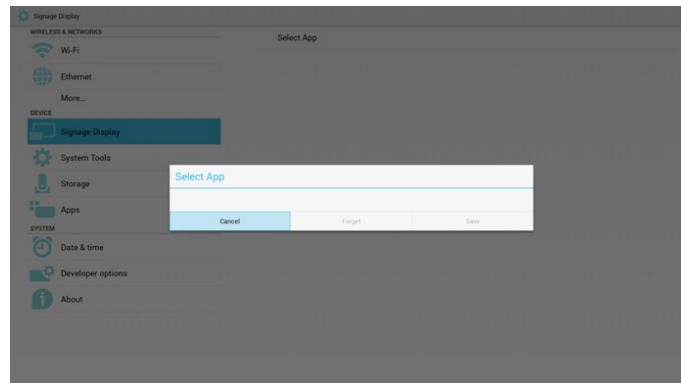 Signage Display
WIRELESS & NETWORKS
Select App
Wi-Fi
Ethernet
More...
DEVICE
Signage Display
System Tools
Storage
Apps
SYSTEM
Date & time
Developer options
About
Select App
Cancel
Forget
Save